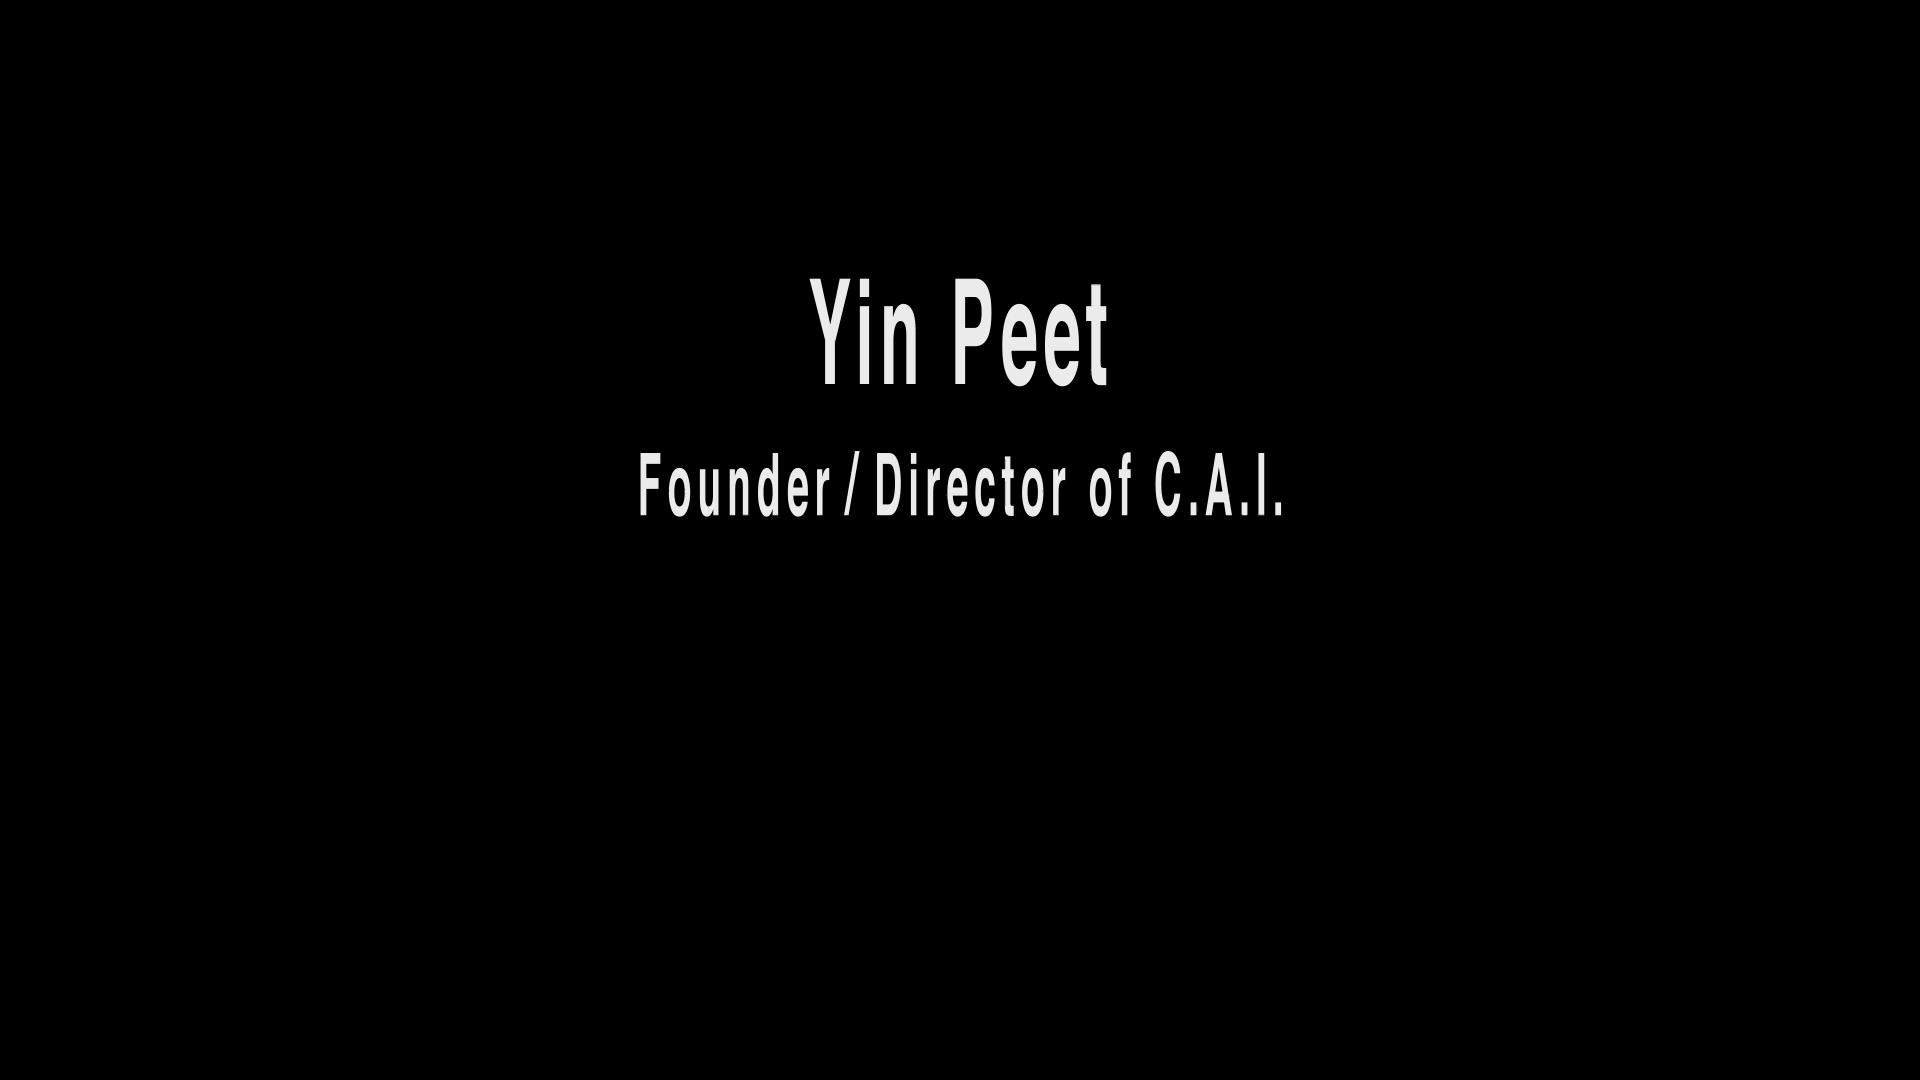 Yin Peet
Founder / Director of C.A.I.